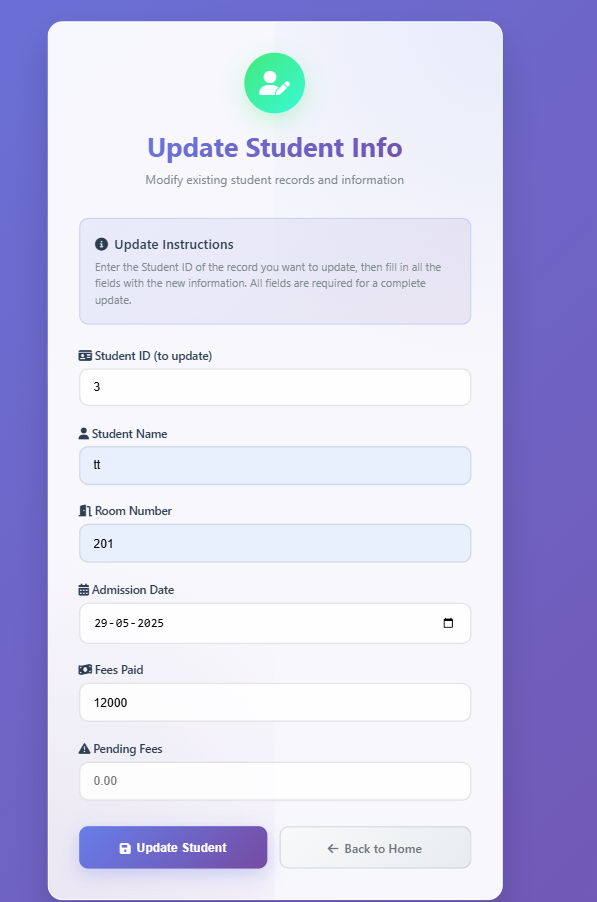 Update Student Info
Modify existing student records and information
Update Instructions
Enter the Student ID of the record you want to update, then fill in all the
fields with the new information. All fields are required for a complete
update.
Student ID (to update)
3
Student Name
tt
Room Number
201
Admission Date
29-05-2025
Fees Paid
12000
Pending Fees
0.00
Update Student
Back to Home